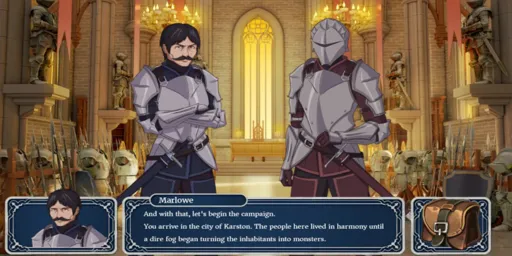 Marlowe
And with that, let's begin the campaign.
You arrive in the city of Karston. The people here lived in harmony until
a dire fog began turning the inhabitants into monsters.